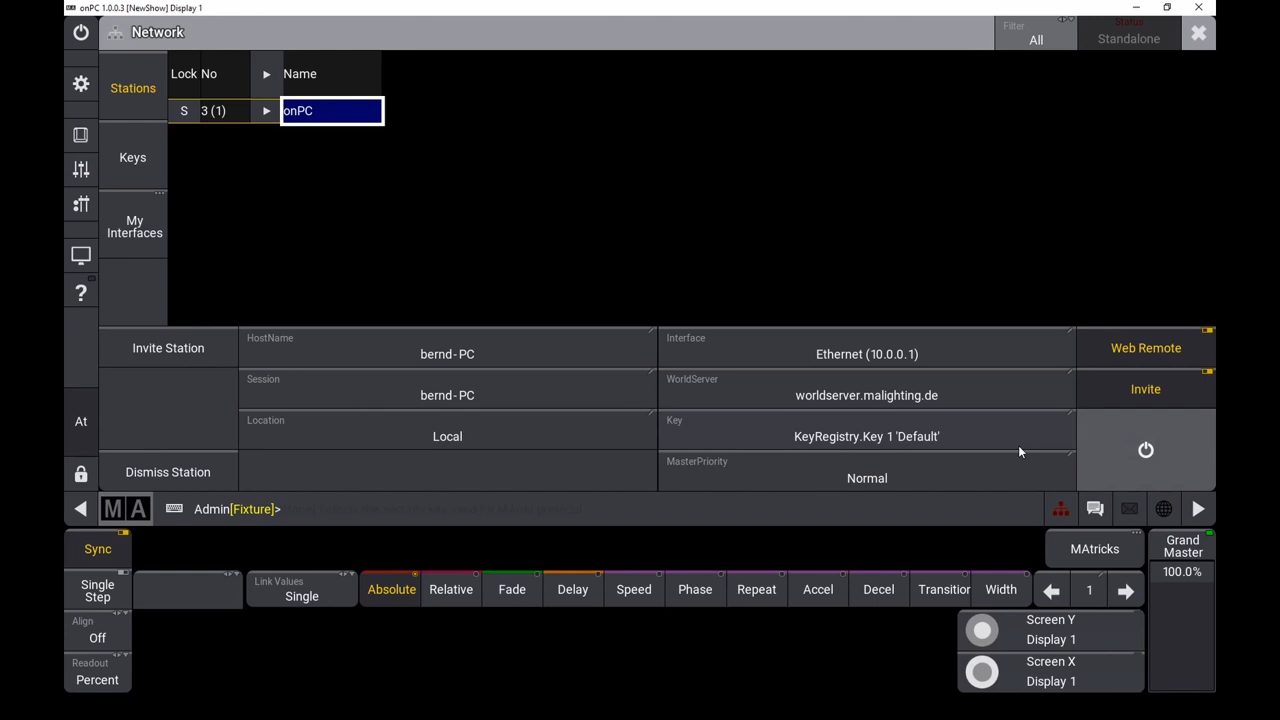 onPC 1.0.0.3 [NewShow] Display 1
Network
Filter
All
Status
Standalone
Stations
Lock No Name
S 3 (1) onPC
Keys
My
Interfaces
?
Invite Station
HostName
bernd-PC
Interface
Ethernet (10.0.0.1)
Web Remote
Session
bernd-PC
WorldServer
worldserver.malighting.de
Invite
At
Location
Local
Key
KeyRegistry.Key 1 'Default'
Dismiss Station
MasterPriority
Normal
MA
Admin[Fixture]>
Sync
MAtricks
Grand
Master
100.0%
Single
Step
Link Values
Single
Absolute
Relative
Fade
Delay
Speed
Phase
Repeat
Accel
Decel
Transition
Width
1
Align
Off
Screen Y
Display 1
Readout
Percent
Screen X
Display 1